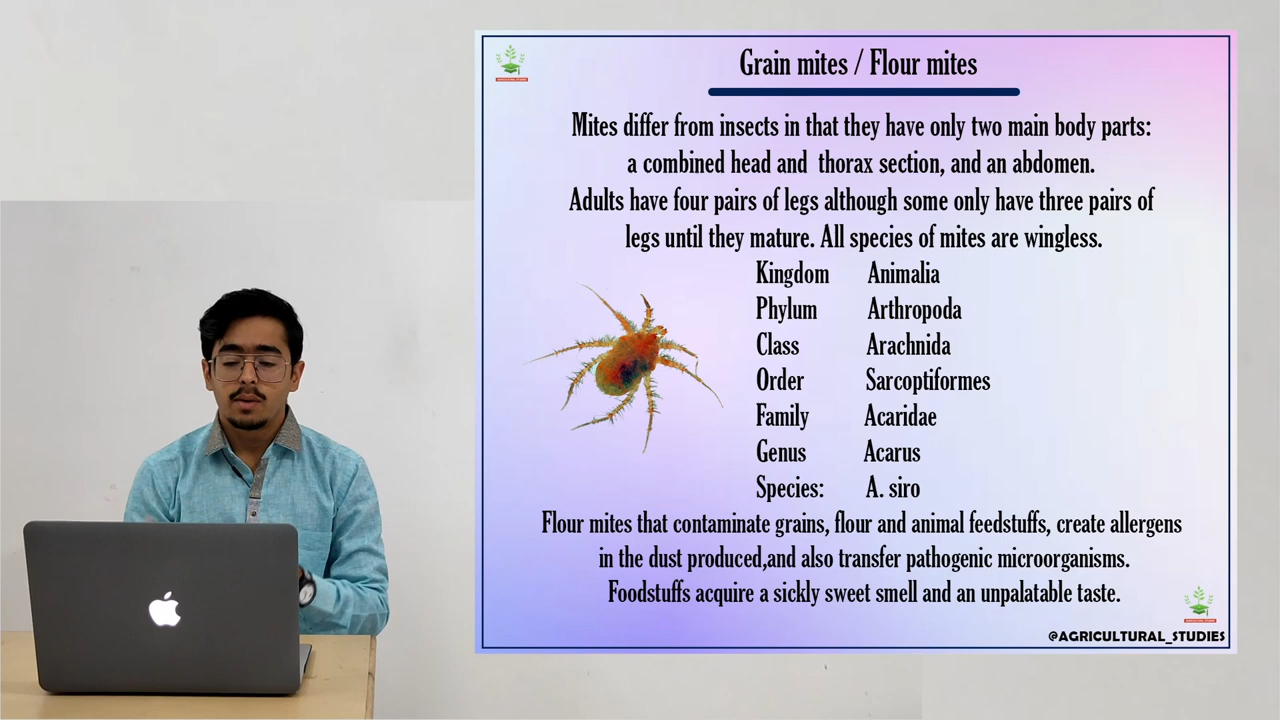 Grain mites / Flour mites
Mites differ from insects in that they have only two main body parts:
a combined head and thorax section, and an abdomen.
Adults have four pairs of legs although some only have three pairs of
legs until they mature. All species of mites are wingless.
Kingdom Animalia
Phylum Arthropoda
Class Arachnida
Order Sarcoptiformes
Family Acaridae
Genus Acarus
Species: A. siro
Flour mites that contaminate grains, flour and animal feedstuffs, create allergens
in the dust produced,and also transfer pathogenic microorganisms.
Foodstuffs acquire a sickly sweet smell and an unpalatable taste.
@AGRICULTURAL_STUDIES